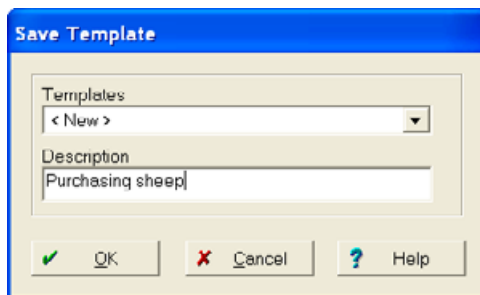 Save Template
Templates
< New >
Description
Purchasing sheep
OK Cancel Help